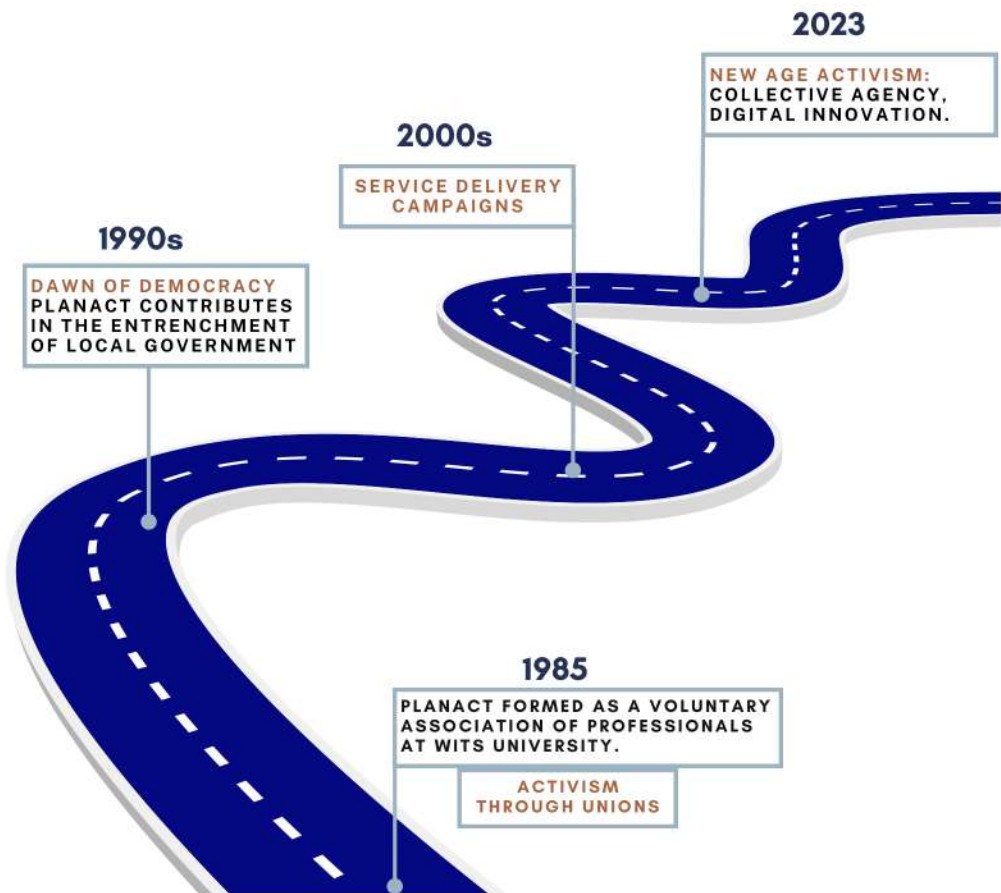 2023
NEW AGE ACTIVISM:
COLLECTIVE AGENCY,
DIGITAL INNOVATION.
2000s
SERVICE DELIVERY
CAMPAIGNS
1990s
DAWN OF DEMOCRACY
PLANACT CONTRIBUTES
IN THE ENTRENCHMENT
OF LOCAL GOVERNMENT
1985
PLANACT FORMED AS A VOLUNTARY
ASSOCIATION OF PROFESSIONALS
AT WITS UNIVERSITY.
ACTIVISM
THROUGH UNIONS